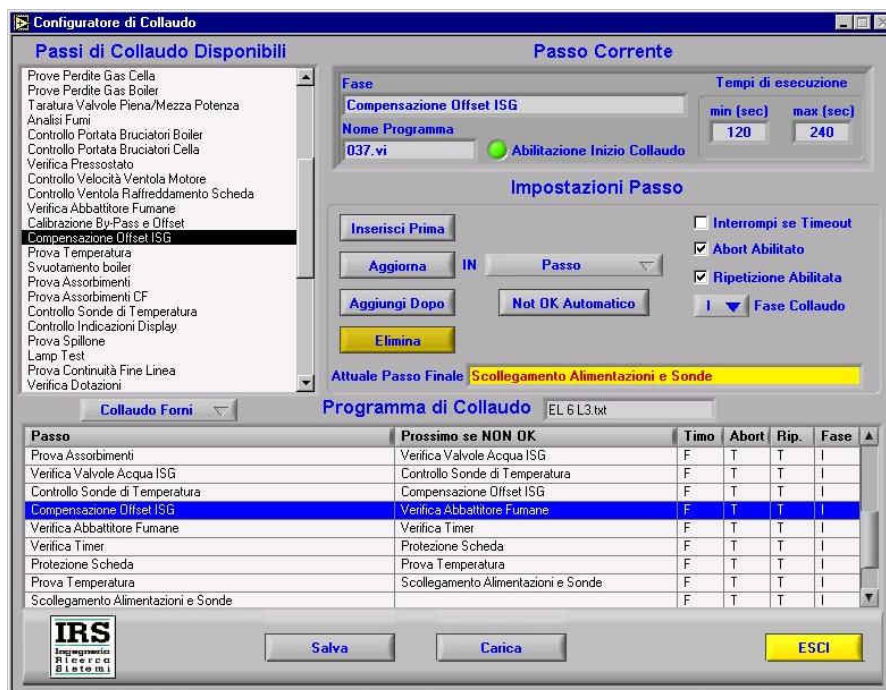 Configuratore di Collaudo
Passi di Collaudo Disponibili
Prove Perdite Gas Cella
Prove Perdite Gas Boiler
Taratura Valvole Piena/Mezza Potenza
Analisi Fumi
Controllo Portata Bruciatori Boiler
Controllo Portata Bruciatori Cella
Verifica Pressostato
Controllo Velocità Ventola Motore
Controllo Ventola Raffreddamento Scheda
Verifica Abbattitore Fumane
Calibrazione By-Pass e Offset
Compensazione Offset ISG
Prova Temperatura
Svuotamento boiler
Prova Assorbimenti
Prova Assorbimenti CF
Controllo Sonde di Temperatura
Controllo Indicazioni Display
Prova Spillone
Lamp Test
Prova Continuità Fine Linea
Verifica Dotazioni
Passo Corrente
Fase
Compensazione Offset ISG
Nome Programma
037.vi
Abilitazione Inizio Collaudo
Tempi di esecuzione
min (sec) max (sec)
120 240
Impostazioni Passo
Inserisci Prima
Aggiorna IN Passo
Aggiungi Dopo Not OK Automatico
Elimina
Interrompi se Timeout
Abort Abilitato
Ripetizione Abilitata
I Fase Collaudo
Attuale Passo Finale Scollegamento Alimentazioni e Sonde
Collaudo Forni Programma di Collaudo EL 6 L3.txt
Passo Prossimo se NON OK Timo Abort Rip. Fase
Prova Assorbimenti Verifica Valvole Acqua ISG F T T I
Verifica Valvole Acqua ISG Controllo Sonde di Temperatura F T T I
Controllo Sonde di Temperatura Compensazione Offset ISG F T T I
Compensazione Offset ISG Verifica Abbattitore Fumane F T T I
Verifica Abbattitore Fumane Verifica Timer F T T I
Verifica Timer Protezione Scheda F T T I
Protezione Scheda Prova Temperatura F T T I
Prova Temperatura Scollegamento Alimentazioni e Sonde F T T I
Scollegamento Alimentazioni e Sonde F T T I
IRS
Ingegneria
Ricerca
Sistemi
Salva Carica ESCI